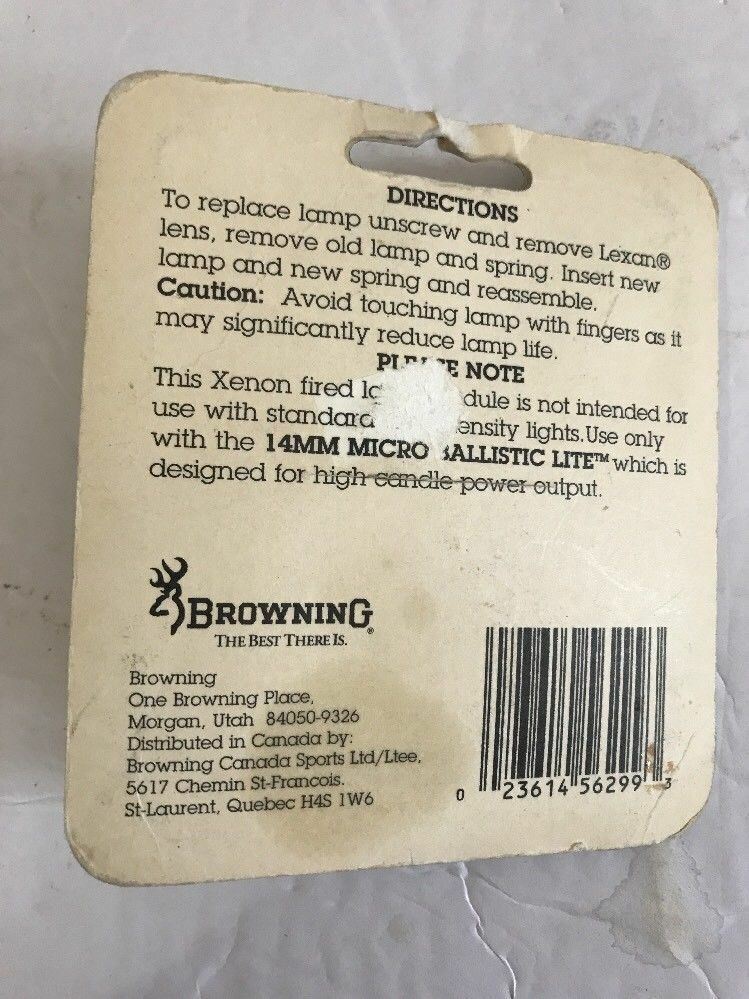 DIRECTIONS
To replace lamp unscrew and remove Lexan®
lens, remove old lamp and spring. Insert new
lamp and new spring and reassemble.
Caution: Avoid touching lamp with fingers as it
may significantly reduce lamp life.
NOTE
This Xenon fired is not intended for
use with lights.Use only
with the 14MM MICRO LITE™ which is
designed for high candle power output.
BROWNING®
THE BEST THERE IS.
Browning
One Browning Place,
Morgan, Utah 84050-9326
Distributed in Canada by:
Browning Canada Sports Ltd/Ltee,
5617 Chemin St-Francois.
St-Laurent, Quebec H4S 1W6
0 23614 56299 3